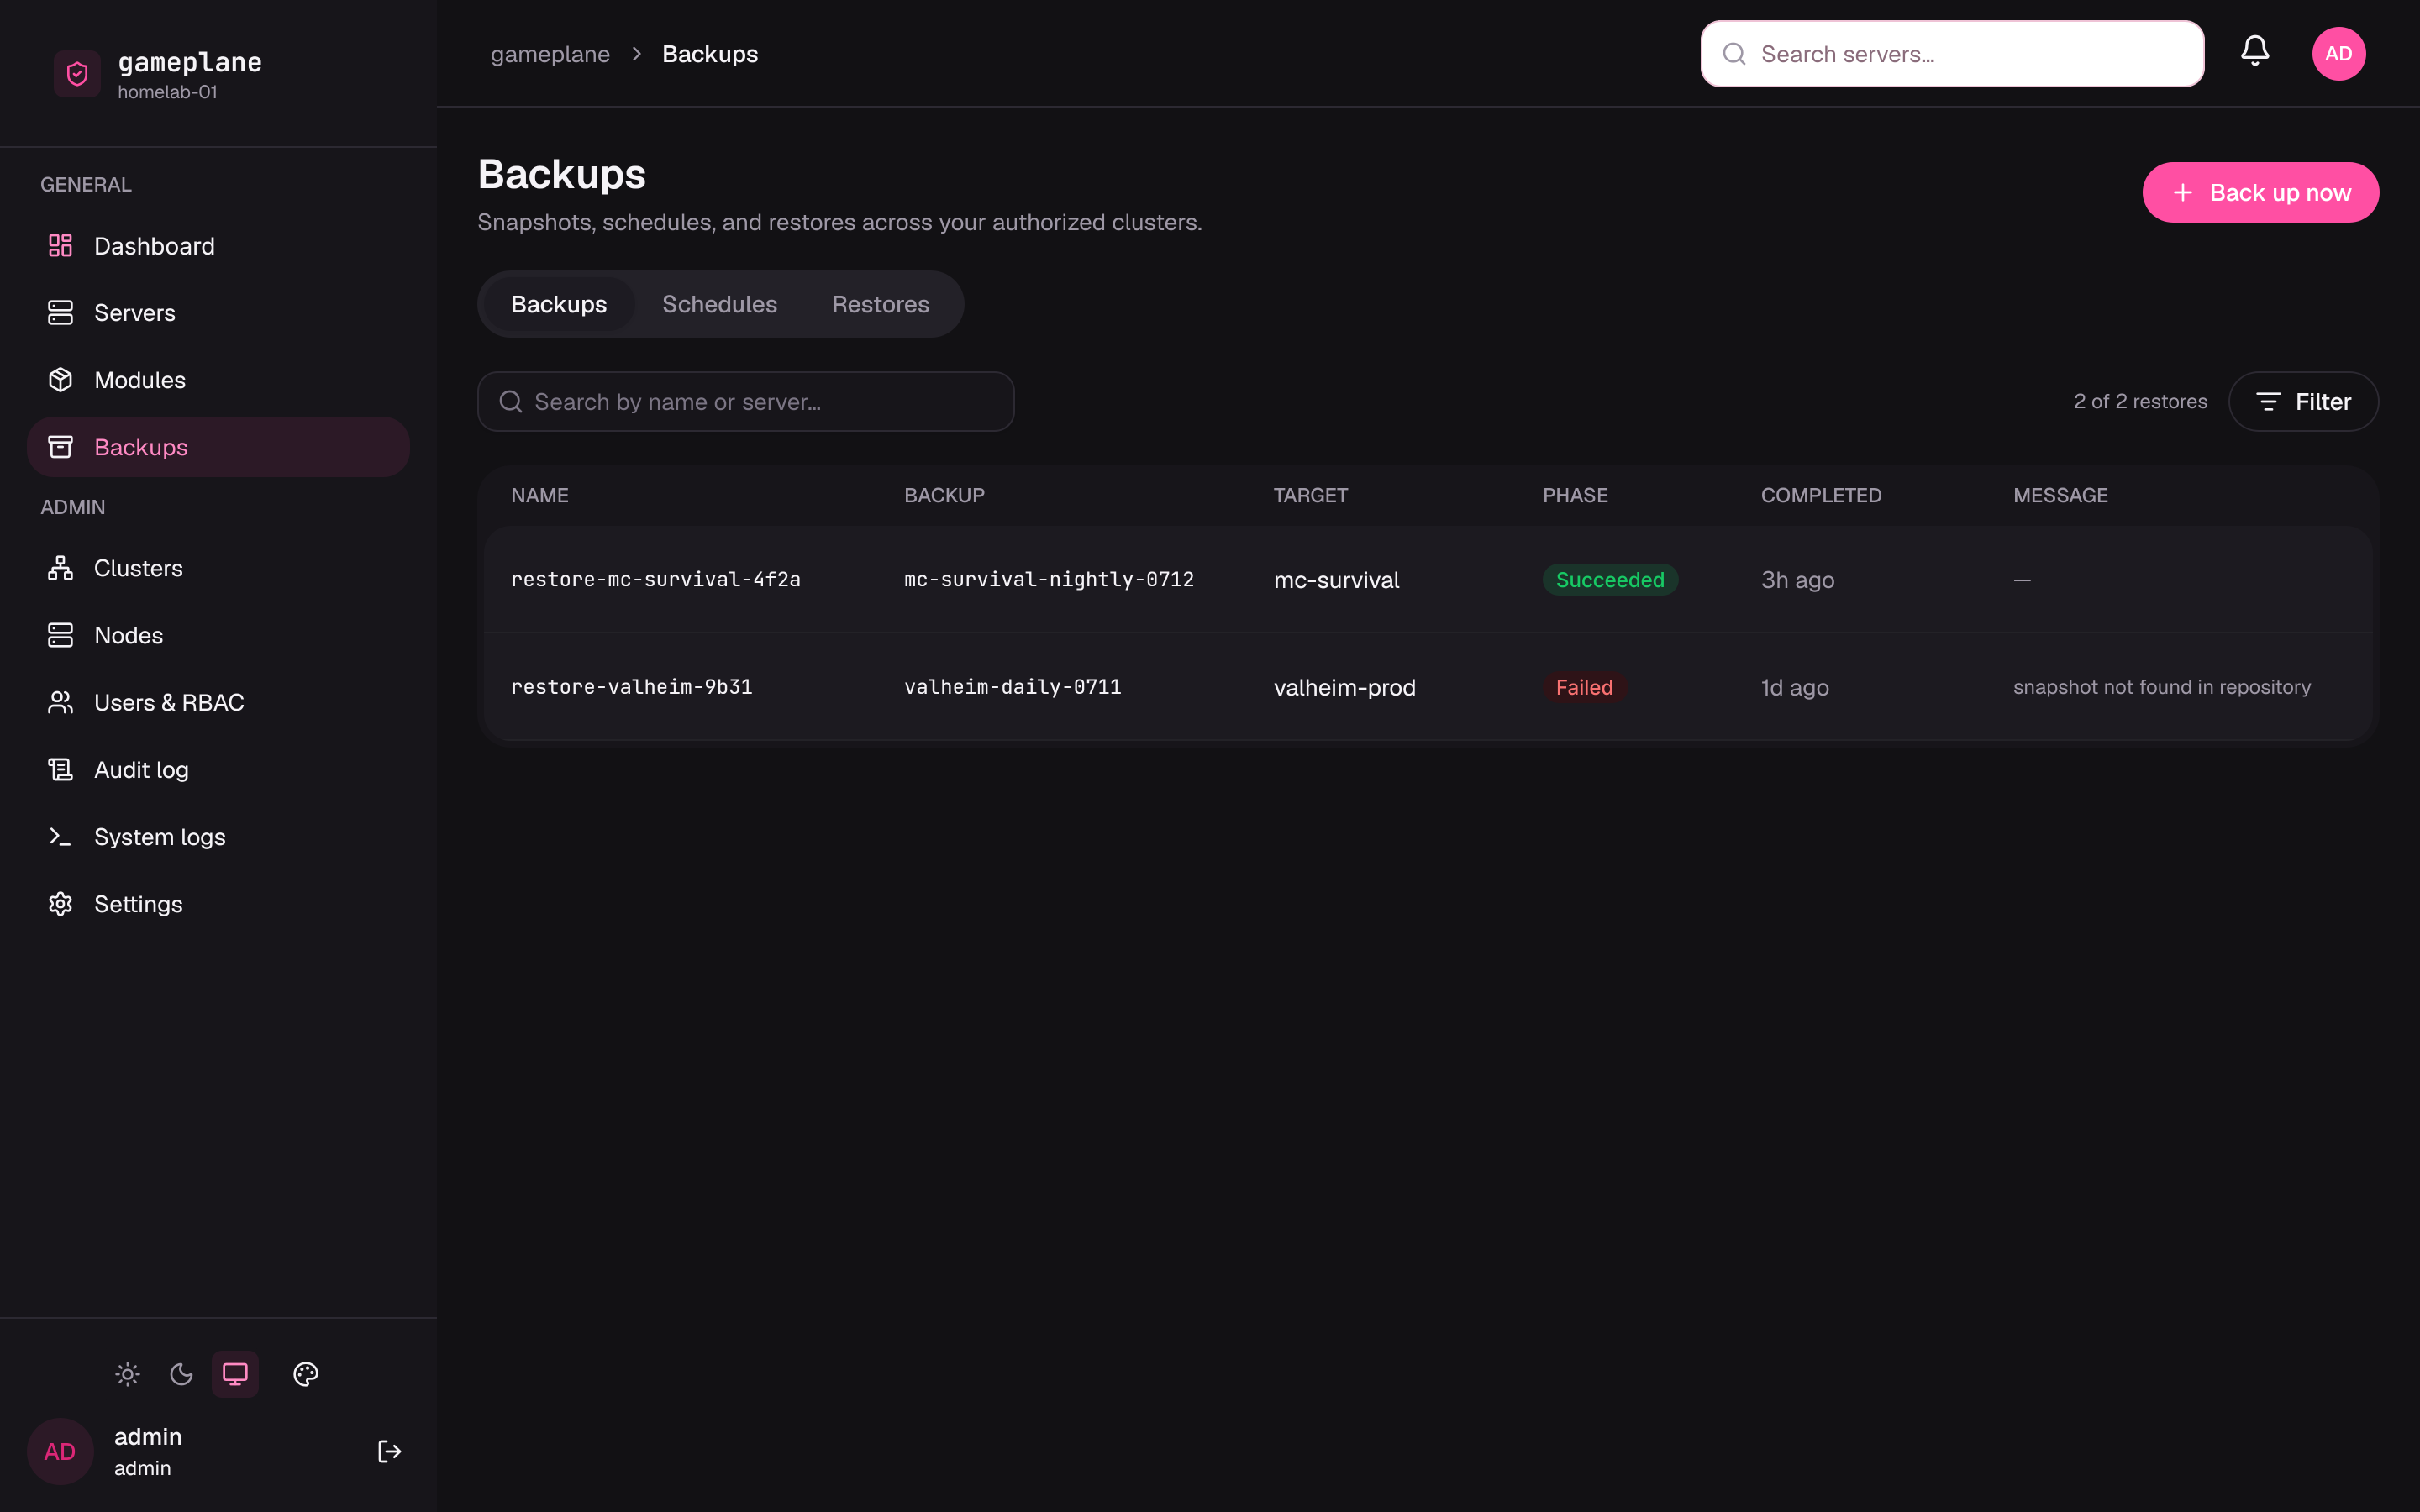 gameplane
homelab-01
GENERAL
Dashboard
Servers
Modules
Backups
ADMIN
Clusters
Nodes
Users & RBAC
Audit log
System logs
Settings
AD
admin
admin
gameplane > Backups
Search servers...
AD
Backups
Snapshots, schedules, and restores across your authorized clusters.
Back up now
Backups Schedules Restores
Search by name or server...
2 of 2 restores
Filter
NAME BACKUP TARGET PHASE COMPLETED MESSAGE
restore-mc-survival-4f2a mc-survival-nightly-0712 mc-survival Succeeded 3h ago —
restore-valheim-9b31 valheim-daily-0711 valheim-prod Failed 1d ago snapshot not found in repository